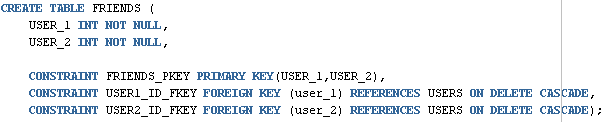 CREATE TABLE FRIENDS (
USER_1 INT NOT NULL,
USER_2 INT NOT NULL,
CONSTRAINT FRIENDS_PKEY PRIMARY KEY(USER_1,USER_2),
CONSTRAINT USER1_ID_FKEY FOREIGN KEY (user_1) REFERENCES USERS ON DELETE CASCADE,
CONSTRAINT USER2_ID_FKEY FOREIGN KEY (user_2) REFERENCES USERS ON DELETE CASCADE);